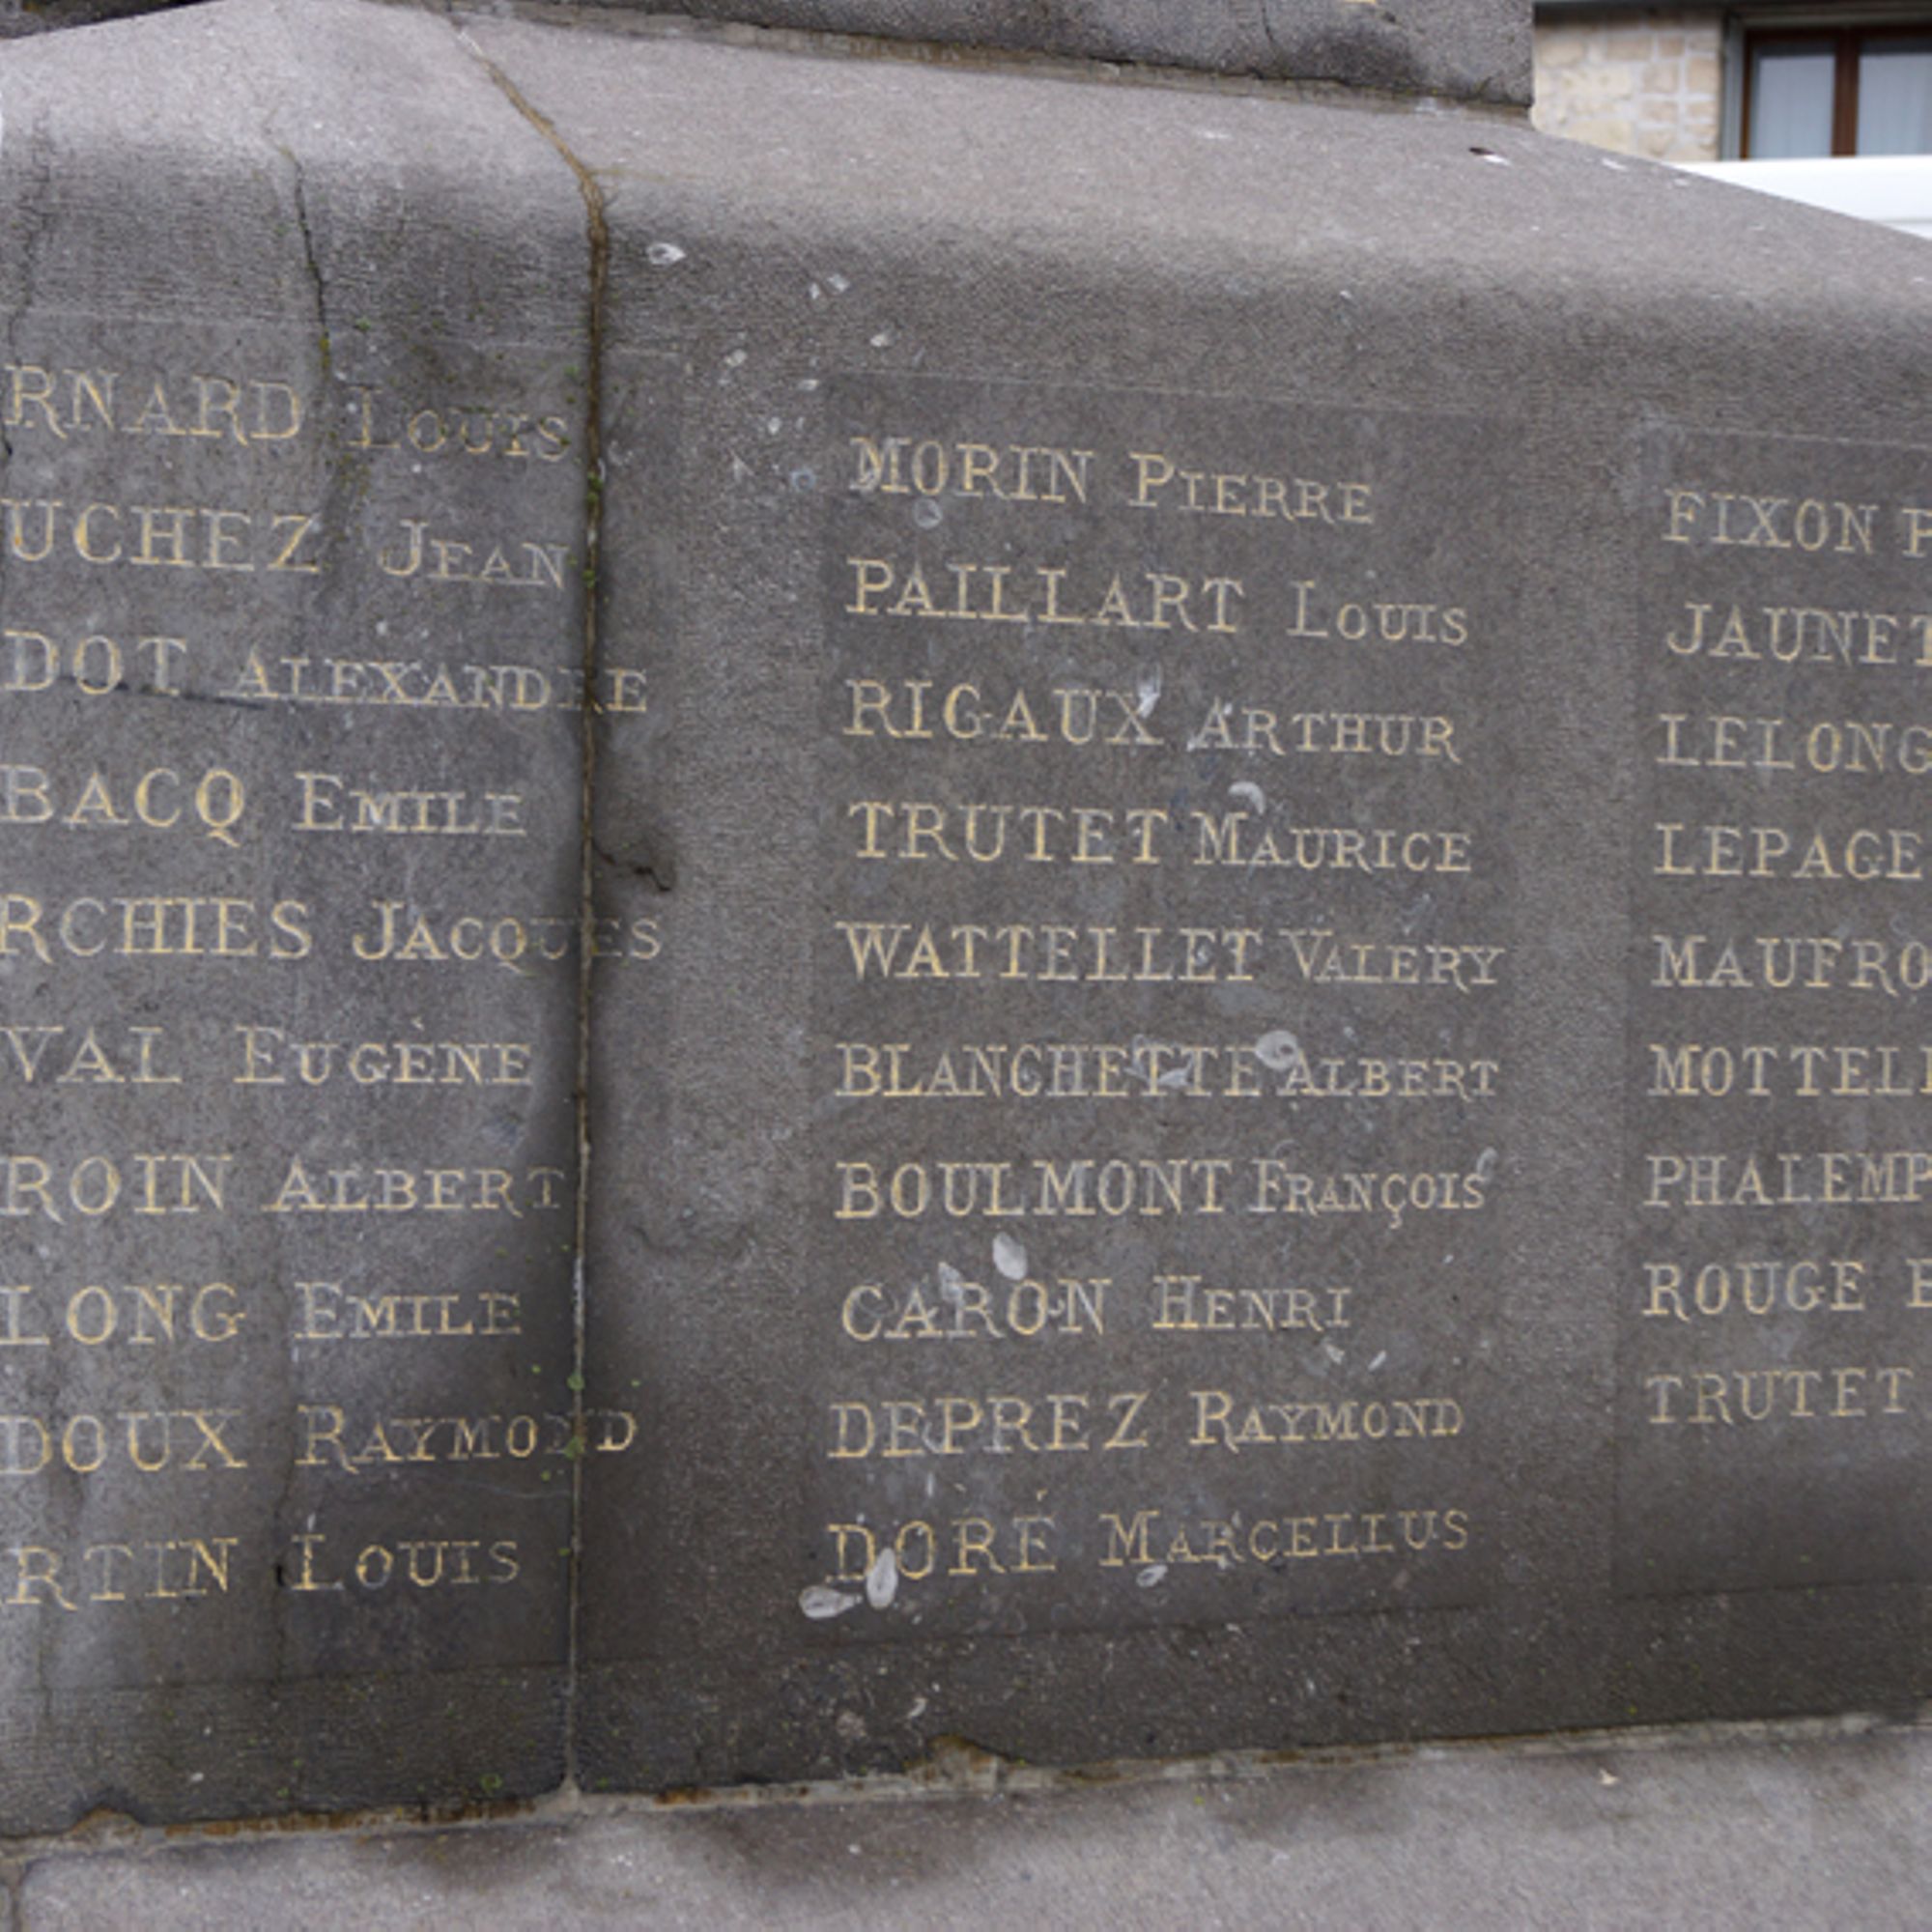 RNARD LOUIS
UCHEZ JEAN
DOT ALEXANDRE
BACQ EMILE
RCHIES JACQUES
VAL EUGÈNE
ROIN ALBERT
LONG EMILE
DOUX RAYMOND
RTIN LOUIS
MORIN PIERRE
PAILLART LOUIS
RIGAUX ARTHUR
TRUTET MAURICE
WATTELLET VALERY
BLANCHETTE ALBERT
BOULMONT FRANÇOIS
CARON HENRI
DEPREZ RAYMOND
DORÉ MARCELLUS
FIXON
JAUNET
LELONG
LEPAGE
MAUFRO
MOTTELE
PHALEMP
ROUGE
TRUTET